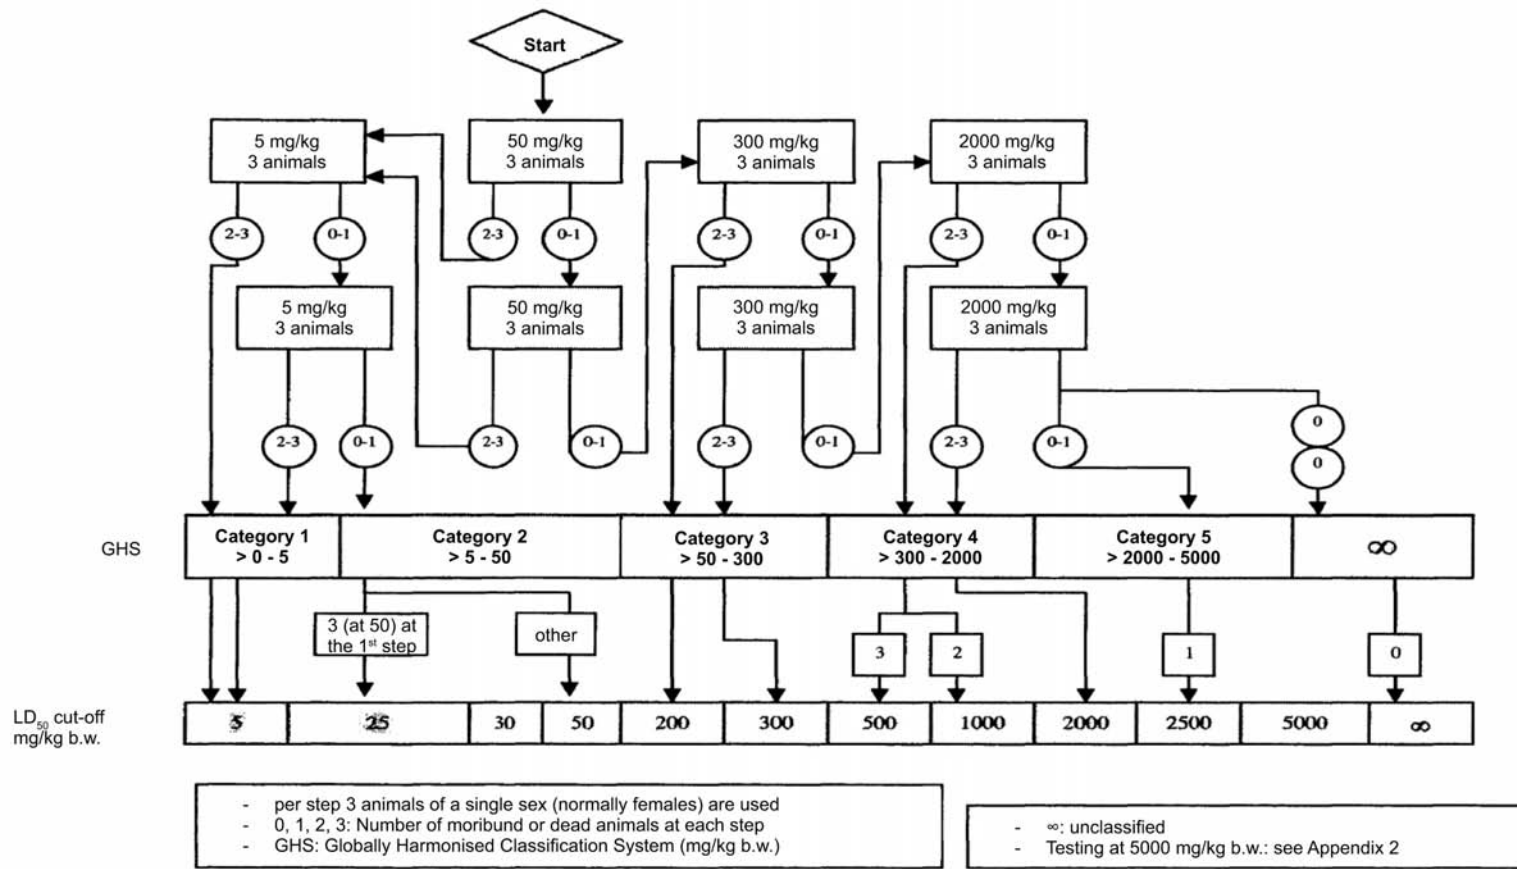 Start
5 mg/kg
3 animals
50 mg/kg
3 animals
300 mg/kg
3 animals
2000 mg/kg
3 animals
2-3
0-1
2-3
0-1
2-3
0-1
2-3
0-1
5 mg/kg
3 animals
50 mg/kg
3 animals
300 mg/kg
3 animals
2000 mg/kg
3 animals
2-3
0-1
2-3
0-1
2-3
0-1
2-3
0-1
0
0
GHS
Category 1
> 0 - 5
Category 2
> 5 - 50
Category 3
> 50 - 300
Category 4
> 300 - 2000
Category 5
> 2000 - 5000
∞
3 (at 50) at
the 1st step
other
3
2
1
0
LD50 cut-off
mg/kg b.w.
5
25
30
50
200
300
500
1000
2000
2500
5000
∞
- per step 3 animals of a single sex (normally females) are used
- 0, 1, 2, 3: Number of moribund or dead animals at each step
- GHS: Globally Harmonised Classification System (mg/kg b.w.)
- ∞: unclassified
- Testing at 5000 mg/kg b.w.: see Appendix 2